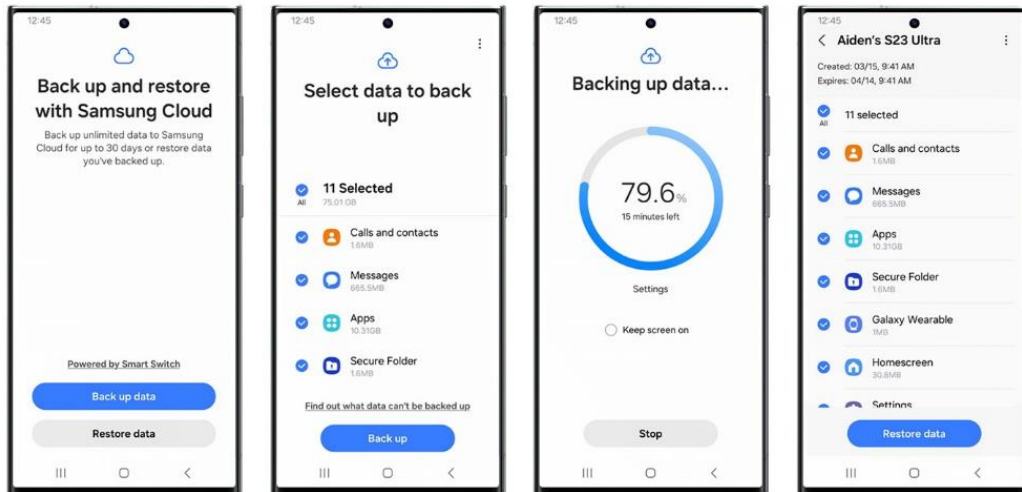 12:45
Back up and restore
with Samsung Cloud
Back up unlimited data to Samsung
Cloud for up to 30 days or restore data
you've backed up.
Powered by Smart Switch
Back up data
Restore data
12:45
Select data to back
up
All
11 Selected
75.01 GB
Calls and contacts
1.6MB
Messages
665.5MB
Apps
10.31GB
Secure Folder
1.6MB
Find out what data can't be backed up
Back up
12:45
Backing up data...
79.6%
15 minutes left
Settings
Keep screen on
Stop
12:45
Aiden's S23 Ultra
Created: 03/15, 9:41 AM
Expires: 04/14, 9:41 AM
All
11 selected
Calls and contacts
1.6MB
Messages
665.5MB
Apps
10.31GB
Secure Folder
1.6MB
Galaxy Wearable
1MB
Homescreen
30.8MB
Settings
Restore data